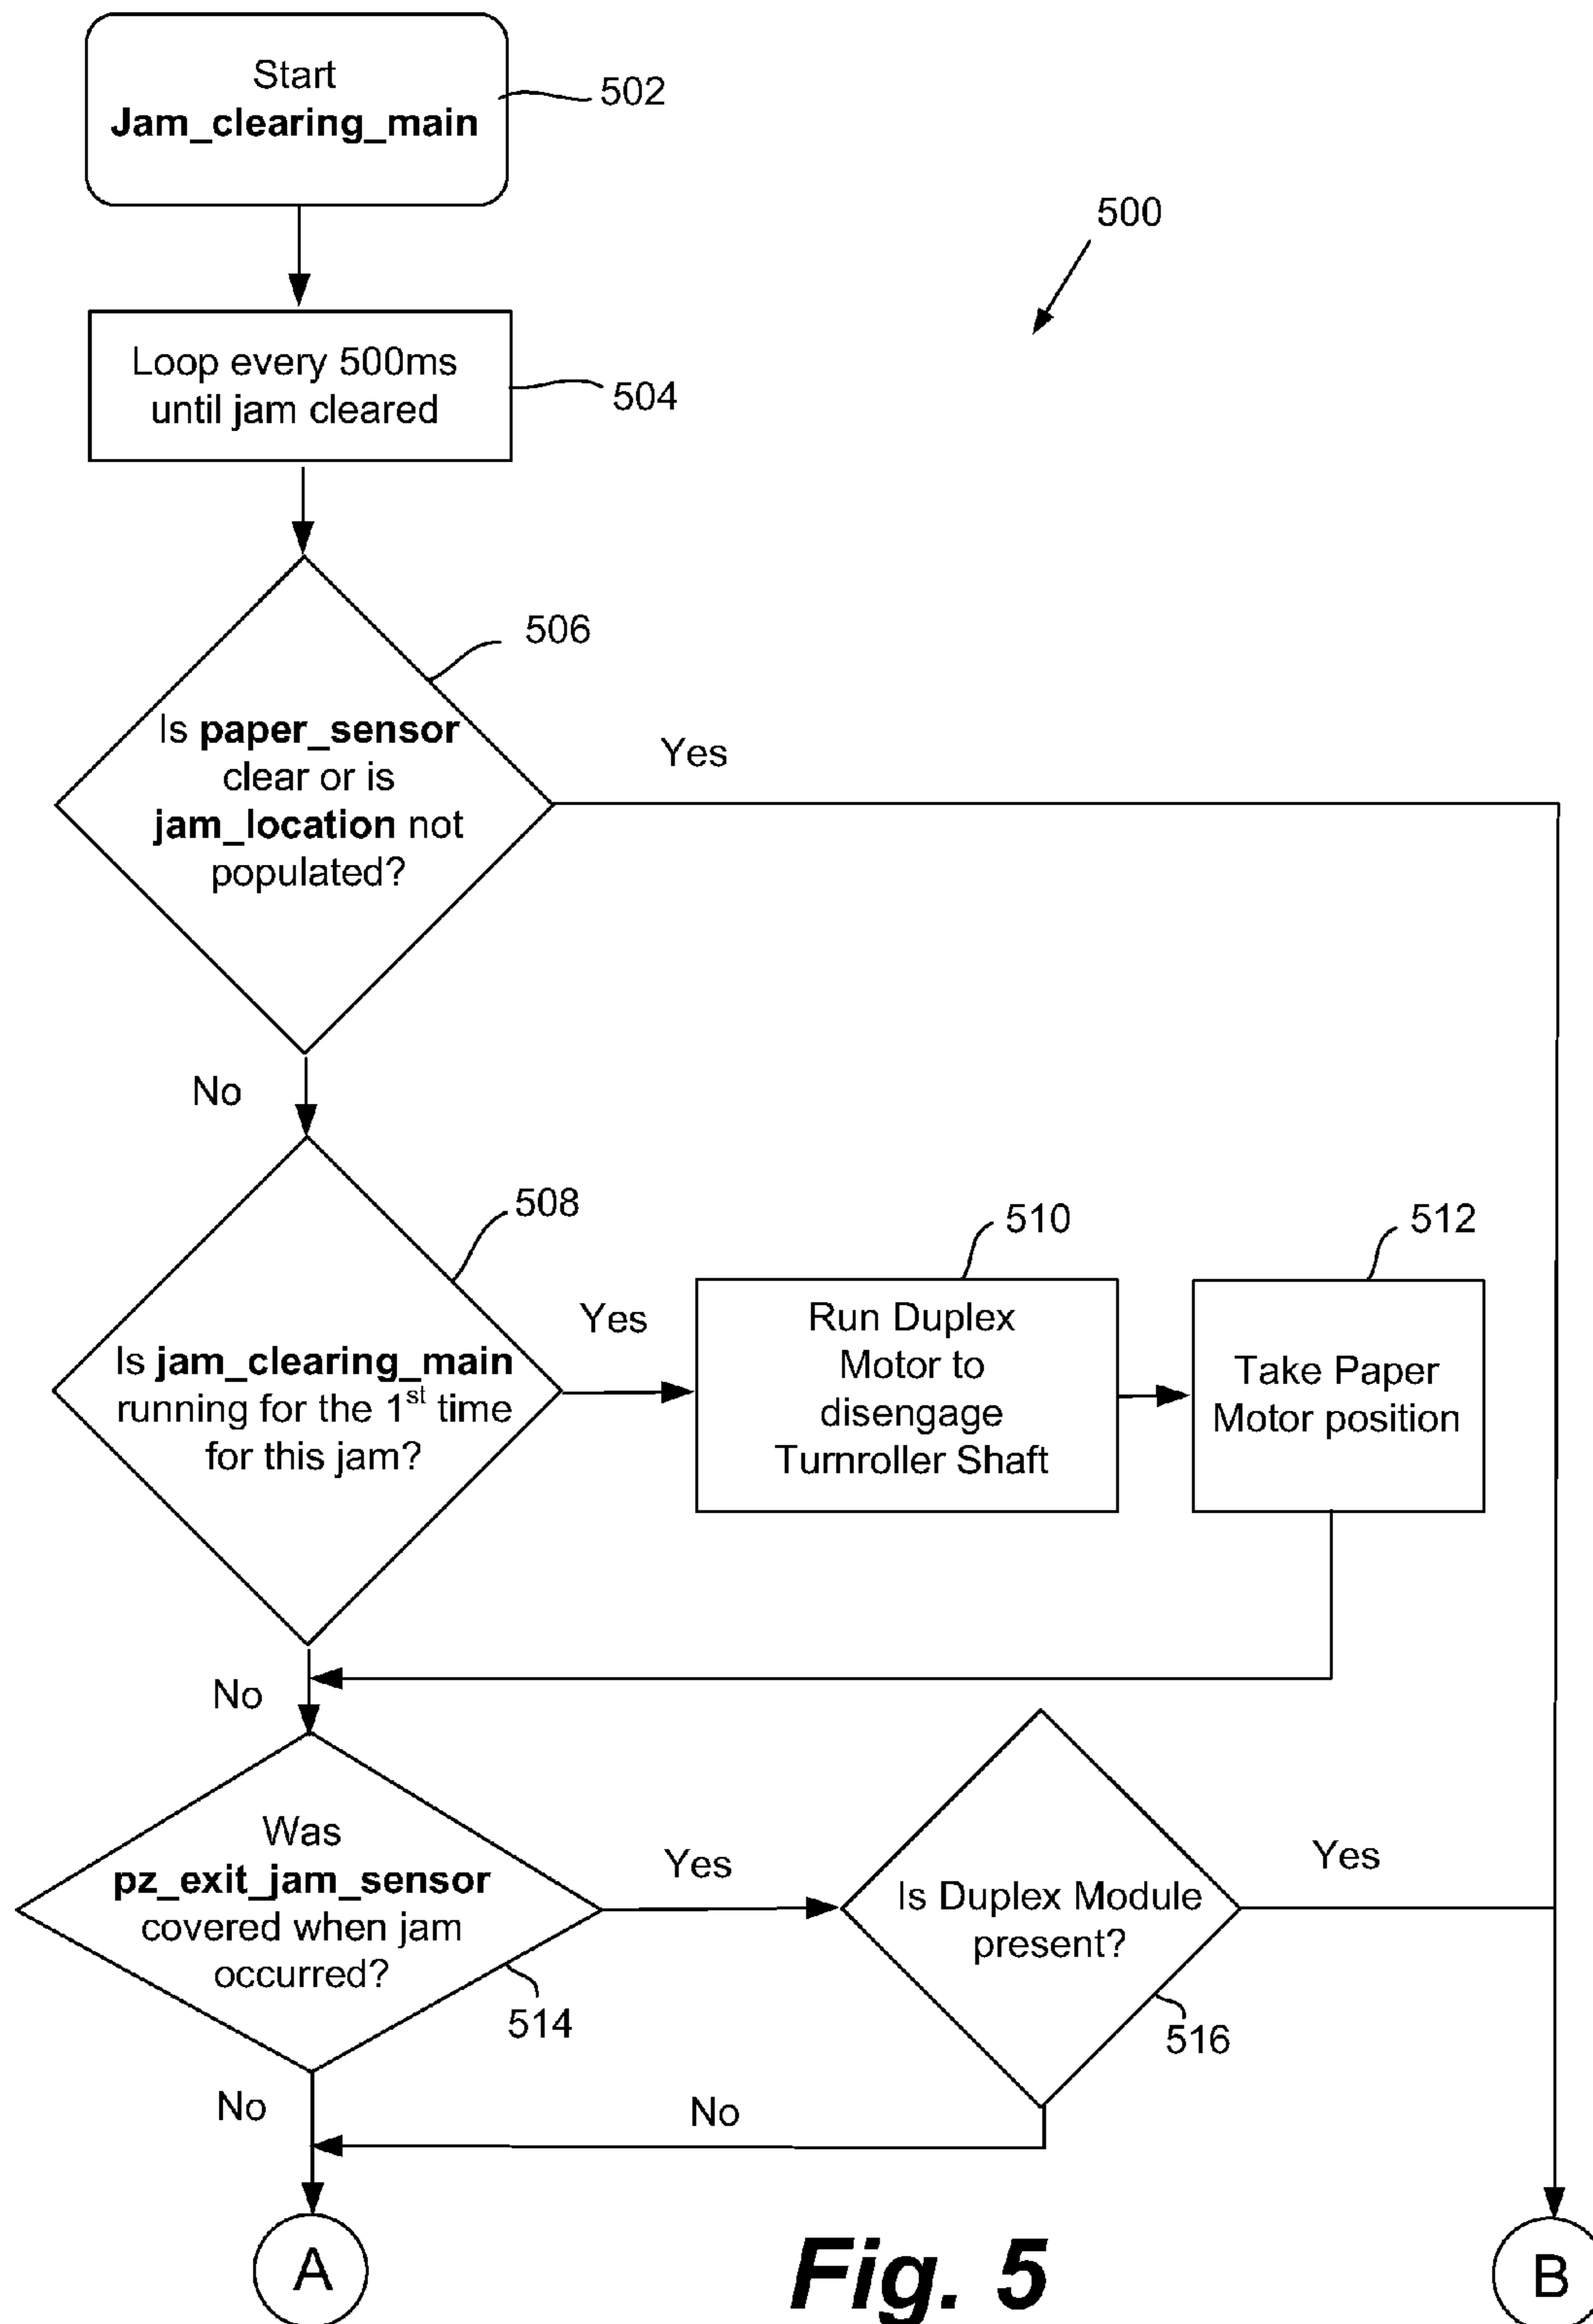 Start
Jam_clearing_main
502
500
Loop every 500ms
until jam cleared
504
506
Is paper_sensor
clear or is
jam_location not
populated?
Yes
No
508
Is jam_clearing_main
running for the 1st time
for this jam?
Yes
510
Run Duplex
Motor to
disengage
Turnroller Shaft
512
Take Paper
Motor position
No
Was
pz_exit_jam_sensor
covered when jam
occurred?
514
Yes
Is Duplex Module
present?
516
Yes
No
No
A
Fig. 5
B